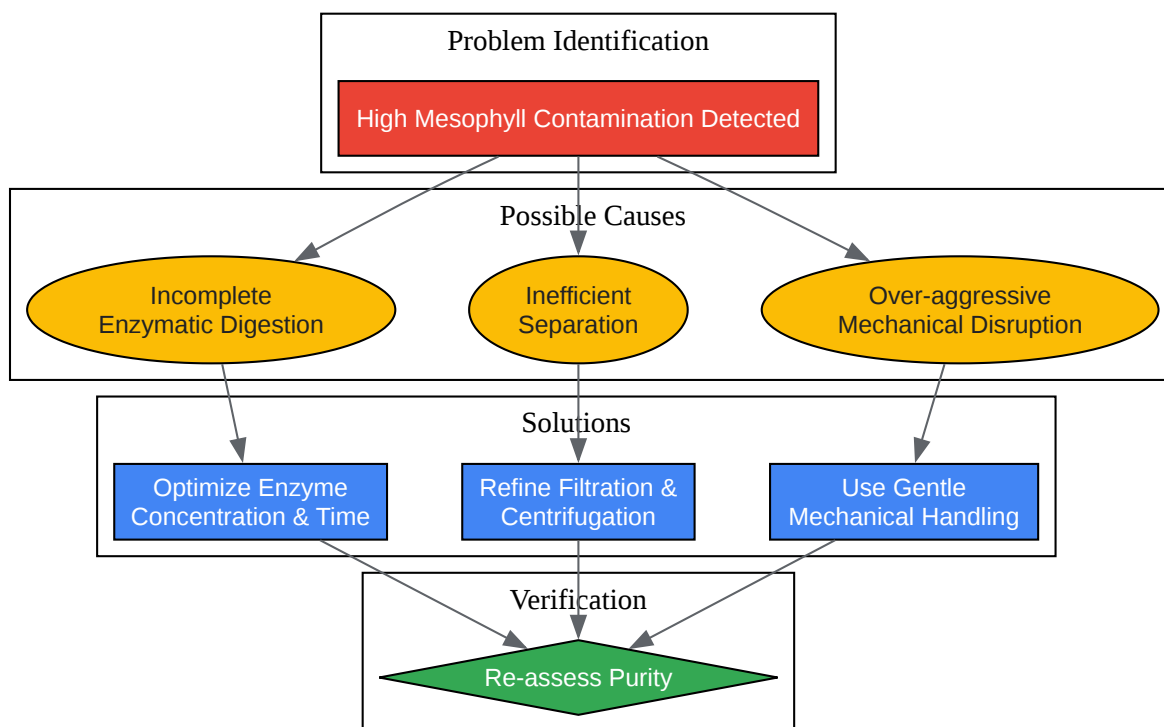 Problem Identification
High Mesophyll Contamination Detected
Possible Causes
Incomplete
Enzymatic Digestion
Inefficient
Separation
Over-aggressive
Mechanical Disruption
Solutions
Optimize Enzyme
Concentration & Time
Refine Filtration &
Centrifugation
Use Gentle
Mechanical Handling
Verification
Re-assess Purity